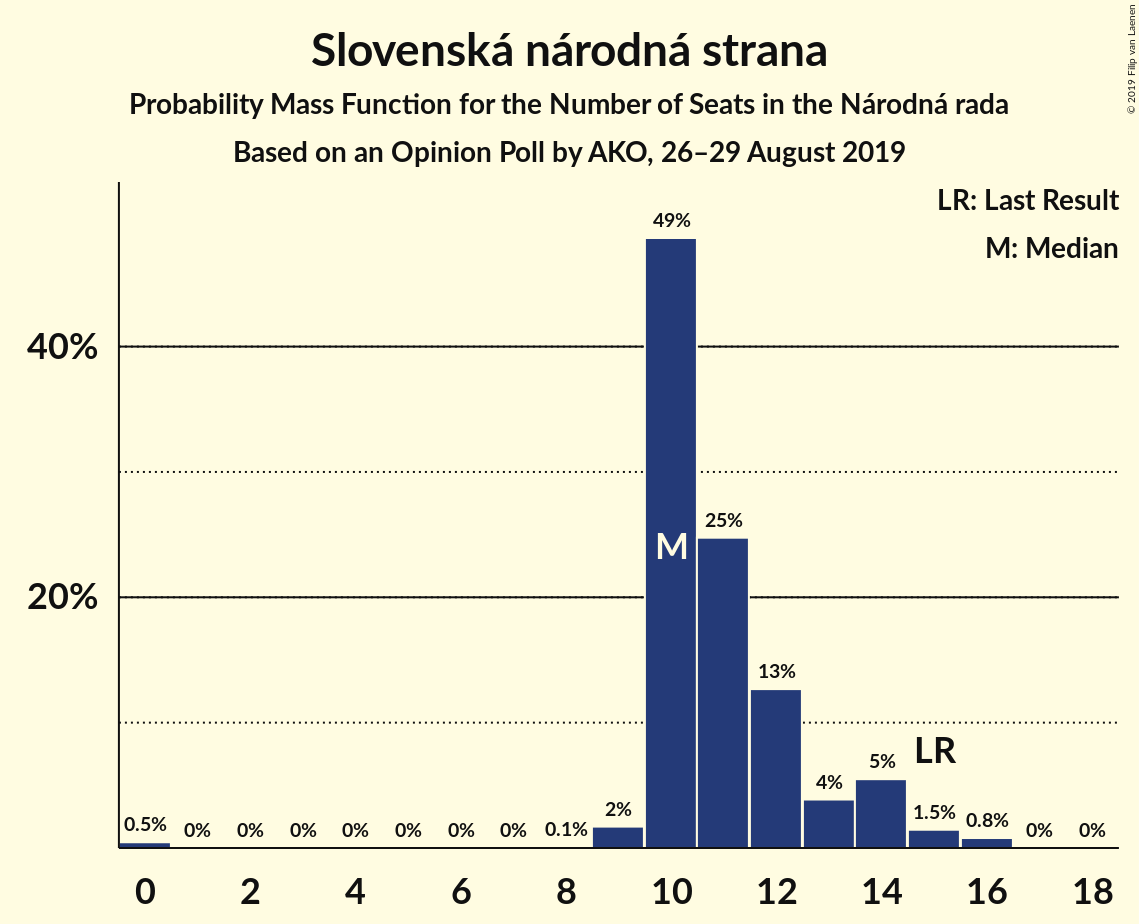 Slovenská národná strana
Probability Mass Function for the Number of Seats in the Národná rada
Based on an Opinion Poll by AKO, 26–29 August 2019
© 2019 Filip van Laenen
LR: Last Result
M: Median
49%
40%
25%
M
20%
13%
LR
5%
4%
2%
1.5%
0.8%
0.5%
0% 0% 0% 0% 0% 0% 0% 0.1%
0% 0%
0 2 4 6 8 10 12 14 16 18